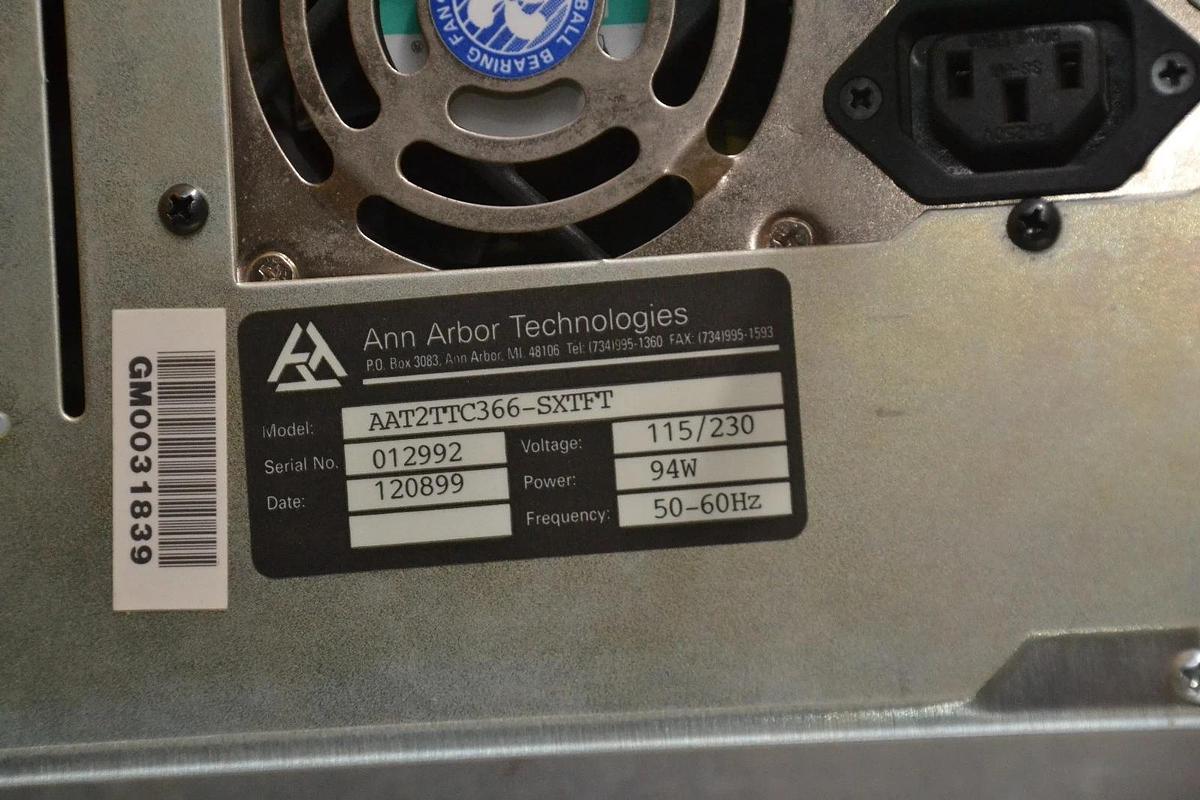 BALL BEARING FAN
Ann Arbor Technologies
P.O. Box 3083, Ann Arbor, MI. 48106 Tel: (734)995-1360 FAX: (734)995-1593
Model: AAT2TTC366-SXTFT
Serial No. 012992 Voltage: 115/230
Date: 120899 Power: 94W
Frequency: 50-60Hz
GM0031839